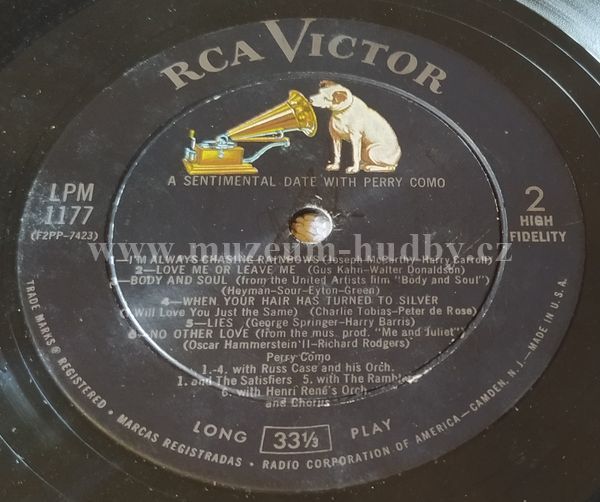 RCA VICTOR
A SENTIMENTAL DATE WITH PERRY COMO
LPM
1177
(F2PP-7423)
2
HIGH
FIDELITY
www.muzeum-hudby.cz
I'M ALWAYS CHASING RAINBOWS (Joseph McCarthy-Harry Carroll)
2—LOVE ME OR LEAVE ME (Gus Kahn-Walter Donaldson)
BODY AND SOUL (from the United Artists film "Body and Soul")
(Heyman-Sour-Eyton-Green)
4—WHEN YOUR HAIR HAS TURNED TO SILVER
(I Will Love You Just the Same) (Charlie Tobias-Peter de Rose)
5—LIES (George Springer-Harry Barris)
6—NO OTHER LOVE (from the mus. prod. "Me and Juliet")
(Oscar Hammerstein II-Richard Rodgers)
Perry Como
1.-4. with Russ Case and his Orch.
1. and The Satisfiers 5. with The Ramblers
6. with Henri René's Orch.
and Chorus
LONG 33⅓ PLAY
TRADE MARKS ® REGISTERED • MARCAS REGISTRADAS • RADIO CORPORATION OF AMERICA—CAMDEN, N.J.—MADE IN U.S.A.